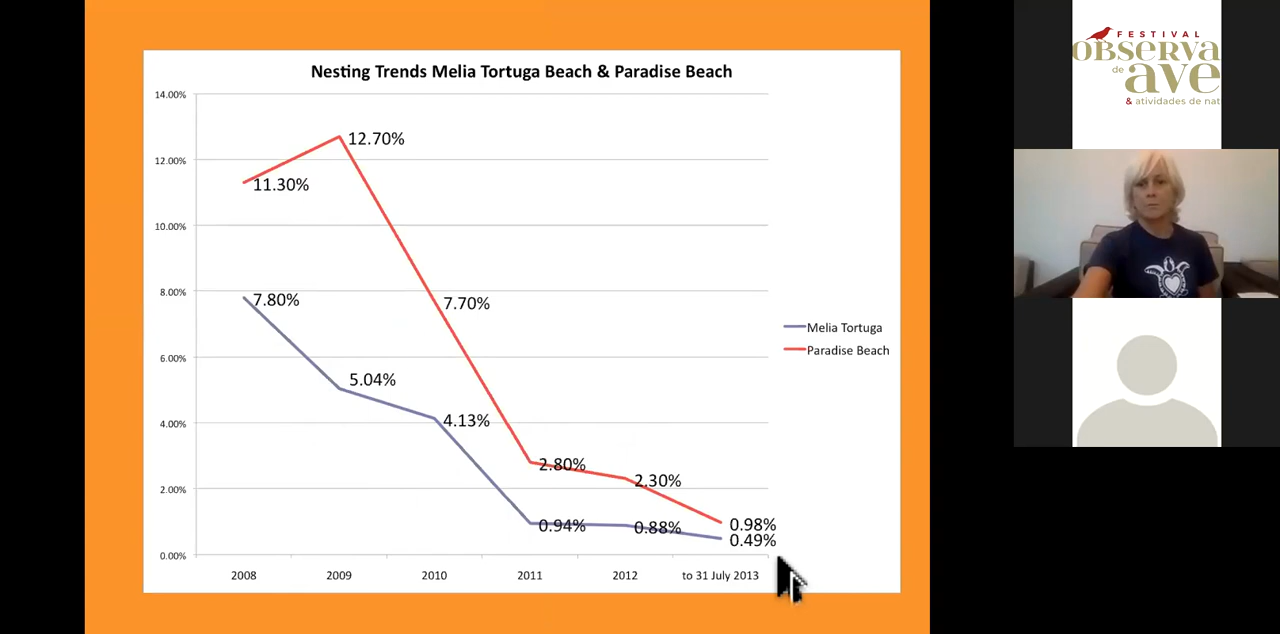 Nesting Trends Melia Tortuga Beach & Paradise Beach
14.00%
12.00%
10.00%
8.00%
6.00%
4.00%
2.00%
0.00%
12.70%
11.30%
7.80%
7.70%
5.04%
4.13%
2.80%
2.30%
0.94%
0.88%
0.98%
0.49%
2008 2009 2010 2011 2012 to 31 July 2013
Melia Tortuga
Paradise Beach
FESTIVAL
OBSERVA
de ave
& atividades de nat